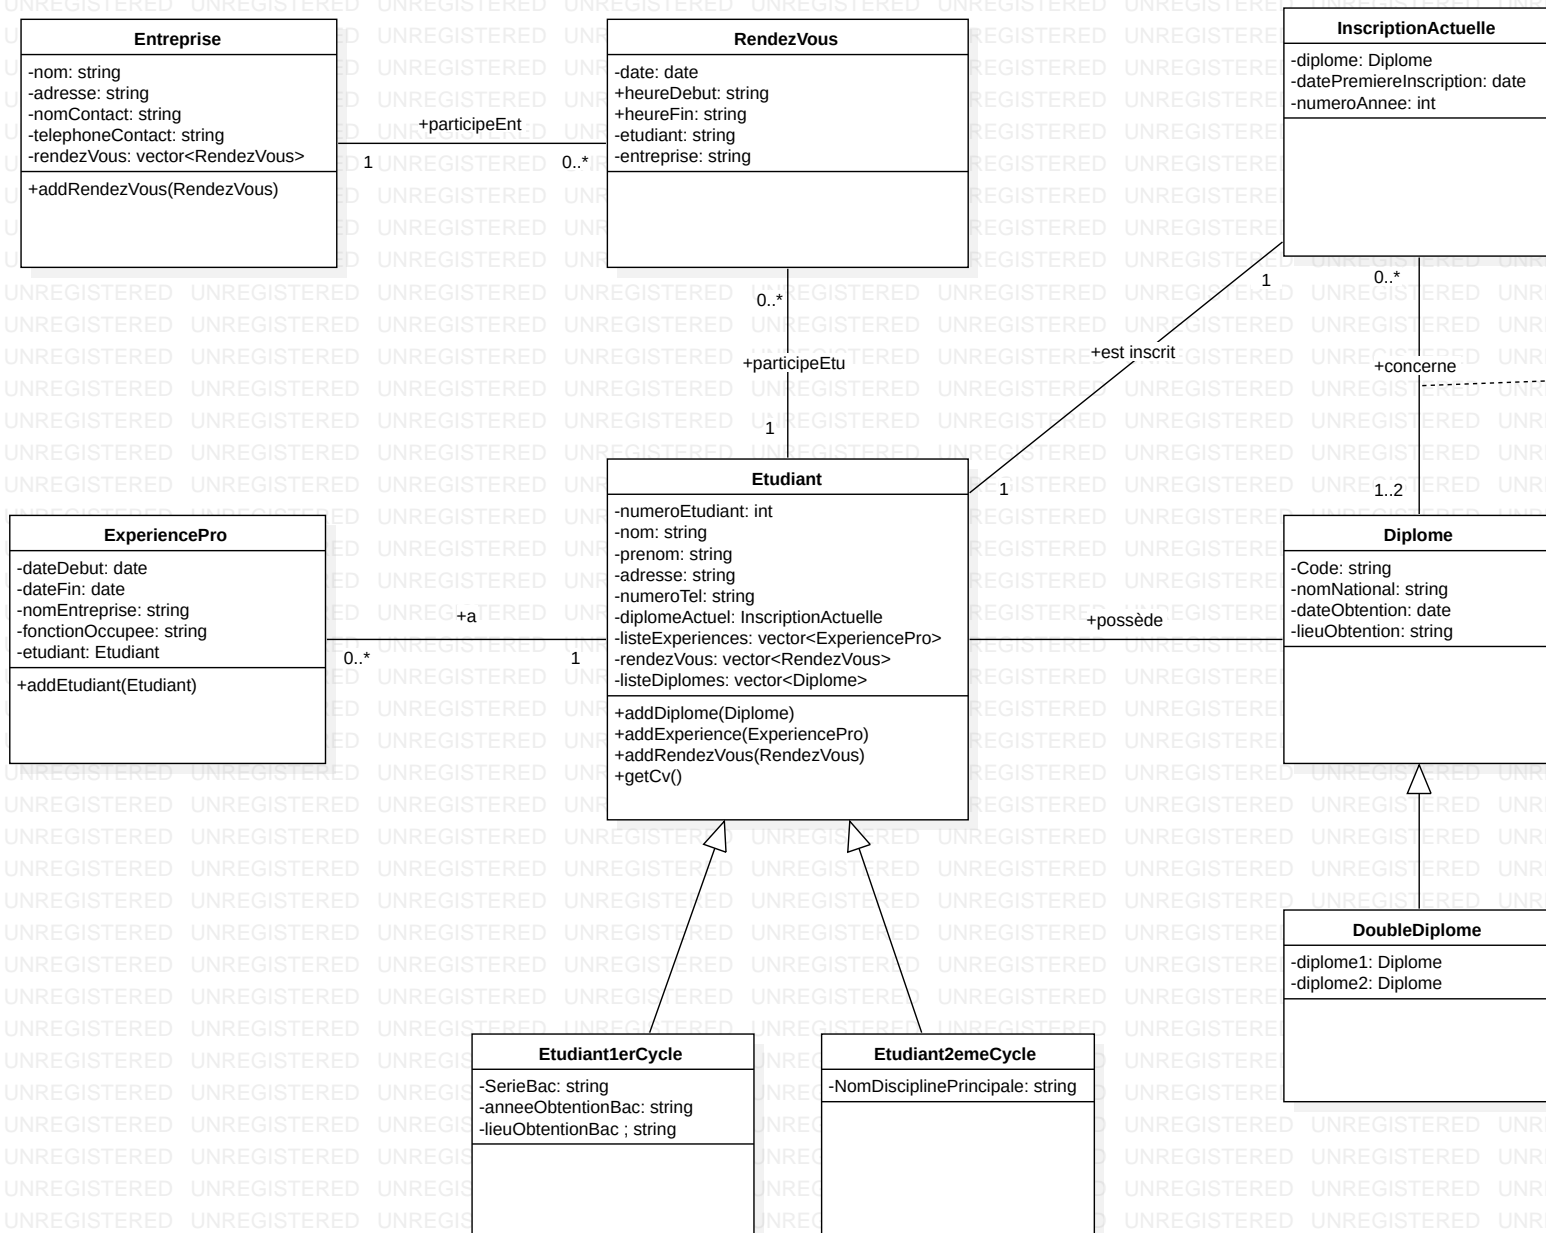 Entreprise
-nom: string
-adresse: string
-nomContact: string
-telephoneContact: string
-rendezVous: vector<RendezVous>
+addRendezVous(RendezVous)
+participeEnt
1
0..*
RendezVous
-date: date
+heureDebut: string
+heureFin: string
-etudiant: string
-entreprise: string
InscriptionActuelle
-diplome: Diplome
-datePremiereInscription: date
-numeroAnnee: int
0..*
+participeEtu
1
1
+est inscrit
1
0..*
+concerne
1..2
ExperiencePro
-dateDebut: date
-dateFin: date
-nomEntreprise: string
-fonctionOccupee: string
-etudiant: Etudiant
+addEtudiant(Etudiant)
+a
0..*
1
Etudiant
-numeroEtudiant: int
-nom: string
-prenom: string
-adresse: string
-numeroTel: string
-diplomeActuel: InscriptionActuelle
-listeExperiences: vector<ExperiencePro>
-rendezVous: vector<RendezVous>
-listeDiplomes: vector<Diplome>
+addDiplome(Diplome)
+addExperience(ExperiencePro)
+addRendezVous(RendezVous)
+getCv()
+possède
Diplome
-Code: string
-nomNational: string
-dateObtention: date
-lieuObtention: string
DoubleDiplome
-diplome1: Diplome
-diplome2: Diplome
Etudiant1erCycle
-SerieBac: string
-anneeObtentionBac: string
-lieuObtentionBac ; string
Etudiant2emeCycle
-NomDisciplinePrincipale: string
UNREGISTERED